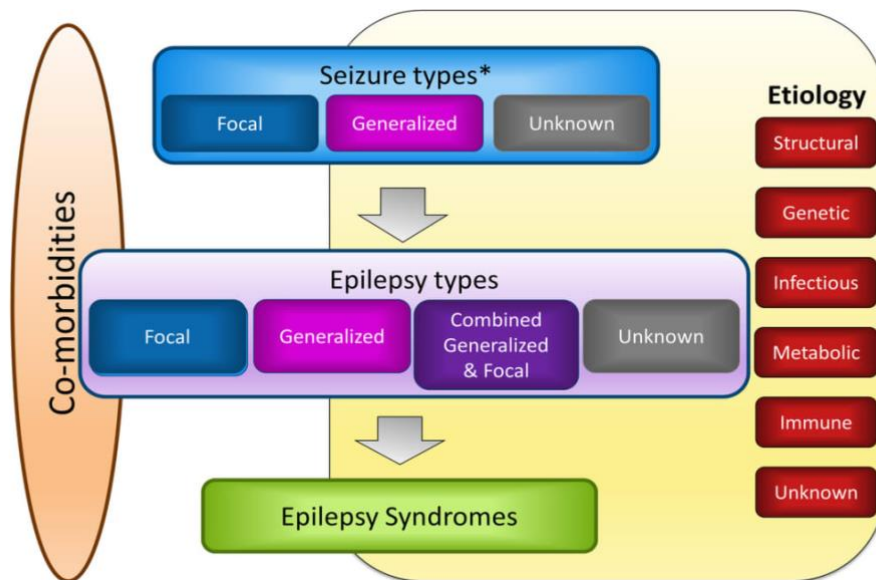 Co-morbidities
Seizure types*
Focal
Generalized
Unknown
Epilepsy types
Focal
Generalized
Combined
Generalized
& Focal
Unknown
Epilepsy Syndromes
Etiology
Structural
Genetic
Infectious
Metabolic
Immune
Unknown